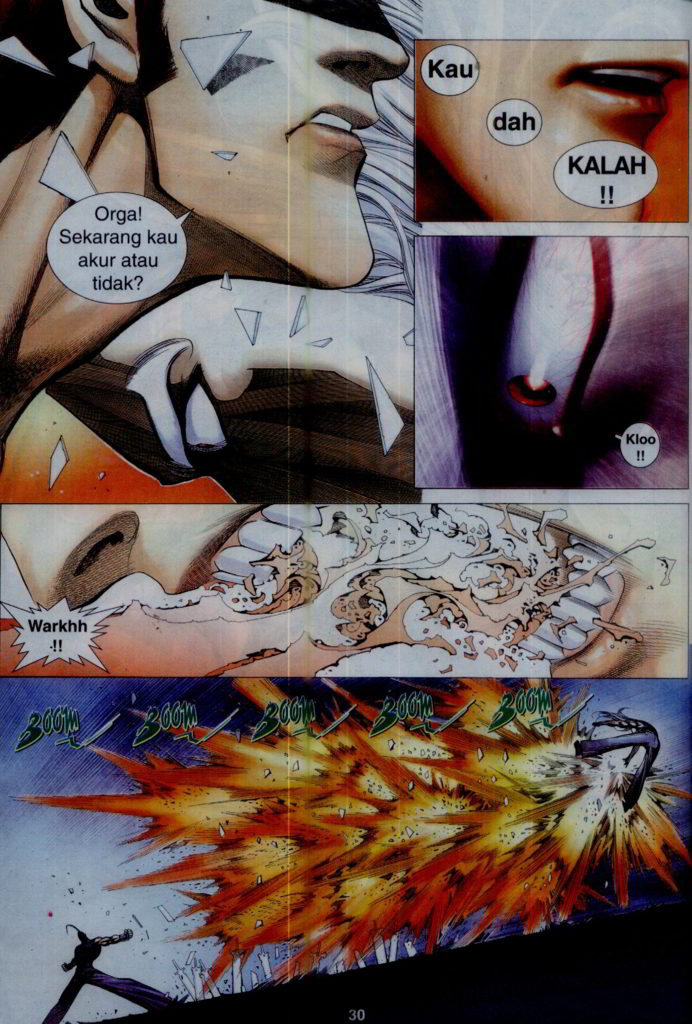 Orga!
Sekarang kau
akur atau
tidak?
Kau
dah
KALAH
!!
Kloo
!!
Warkhh
!!
BOOM BOOM BOOM BOOM BOOM
30